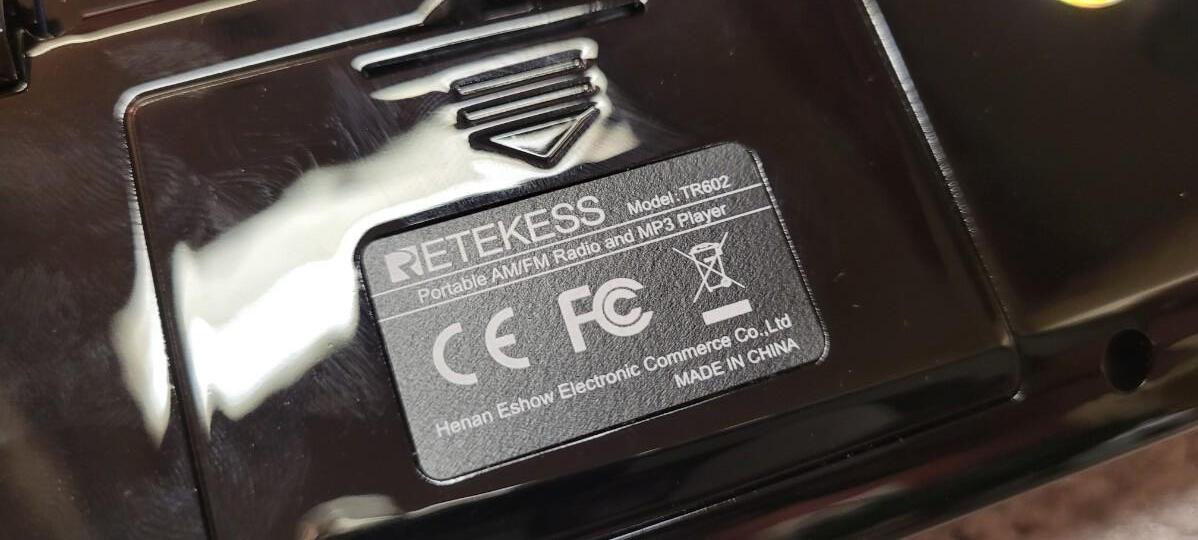 RETEKESS Model: TR602
Portable AM/FM Radio and MP3 Player
CE FC
Henan Eshow Electronic Commerce Co.,Ltd
MADE IN CHINA